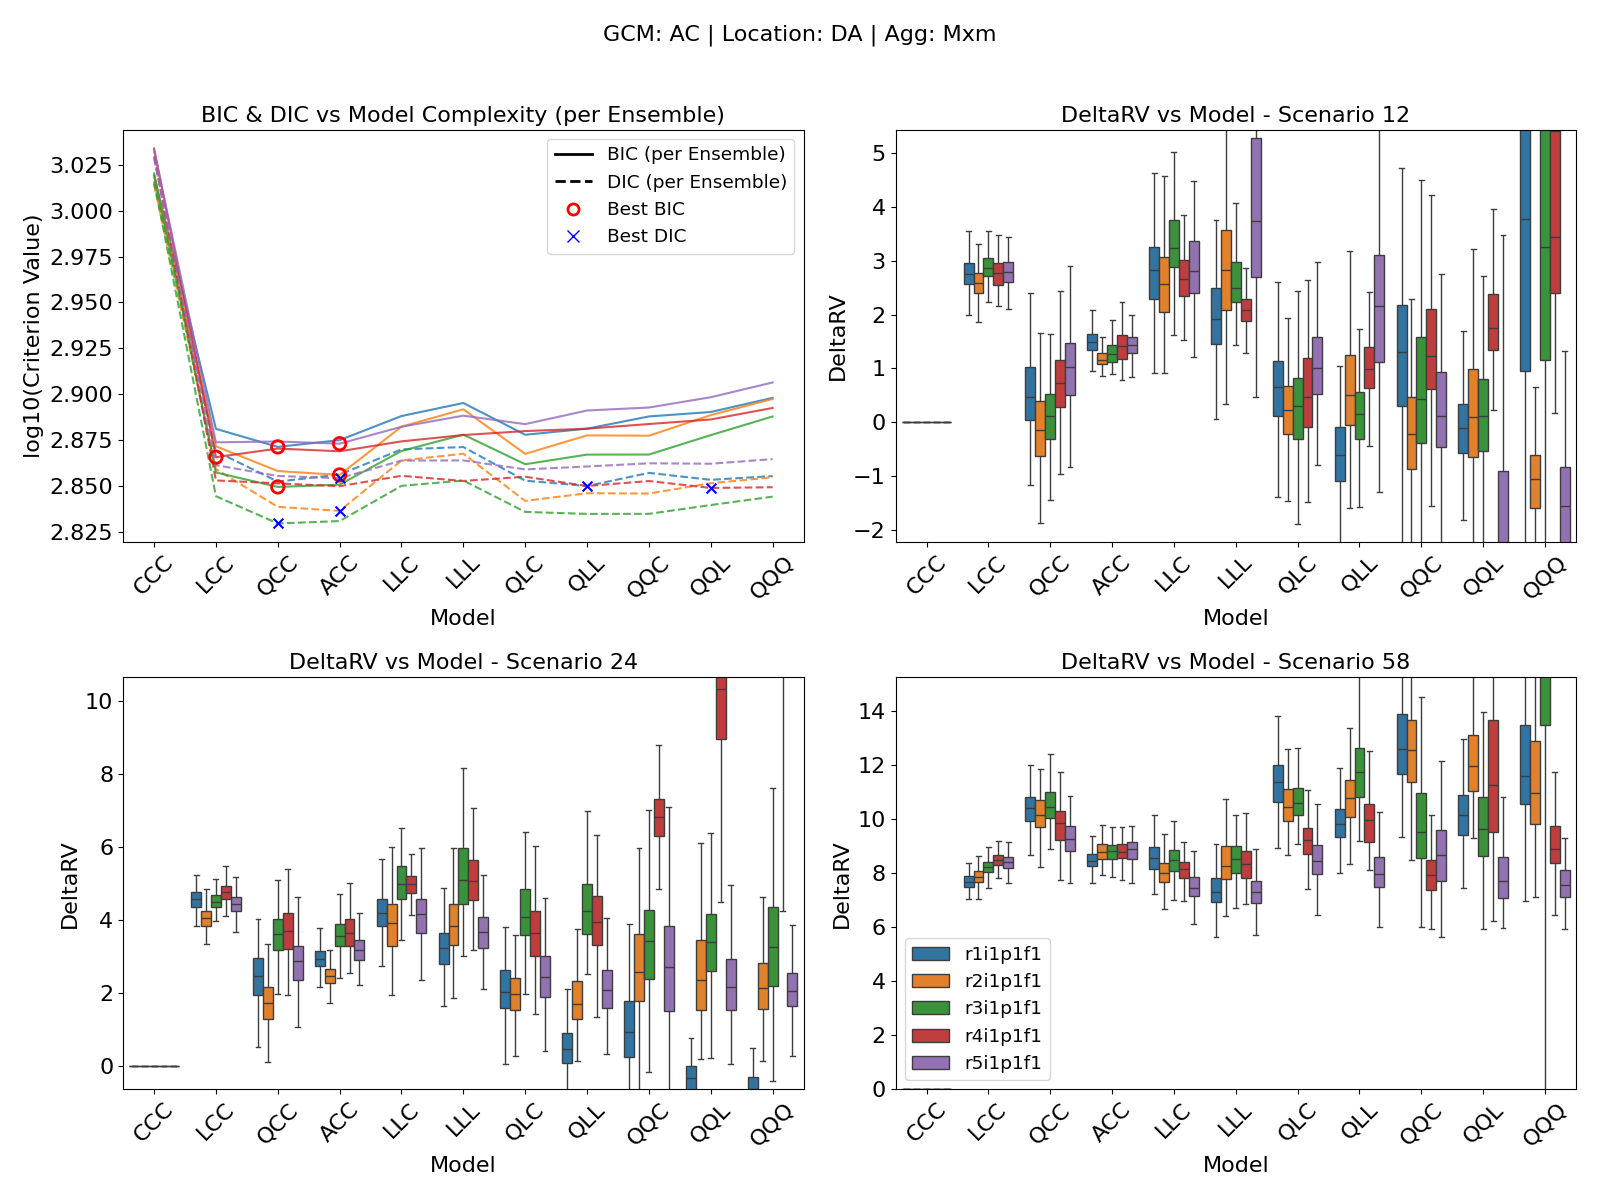 GCM: AC | Location: DA | Agg: Mxm
BIC & DIC vs Model Complexity (per Ensemble)
log10(Criterion Value)
3.025
3.000
2.975
2.950
2.925
2.900
2.875
2.850
2.825
BIC (per Ensemble)
DIC (per Ensemble)
Best BIC
Best DIC
CCC
LCC
QCC
ACC
LLC
LLL
QLC
QLL
QQC
QQL
QQQ
Model
DeltaRV vs Model - Scenario 12
DeltaRV
5
4
3
2
1
0
−1
−2
CCC
LCC
QCC
ACC
LLC
LLL
QLC
QLL
QQC
QQL
QQQ
Model
DeltaRV vs Model - Scenario 24
DeltaRV
10
8
6
4
2
0
CCC
LCC
QCC
ACC
LLC
LLL
QLC
QLL
QQC
QQL
QQQ
Model
DeltaRV vs Model - Scenario 58
DeltaRV
14
12
10
8
6
4
2
0
r1i1p1f1
r2i1p1f1
r3i1p1f1
r4i1p1f1
r5i1p1f1
CCC
LCC
QCC
ACC
LLC
LLL
QLC
QLL
QQC
QQL
QQQ
Model